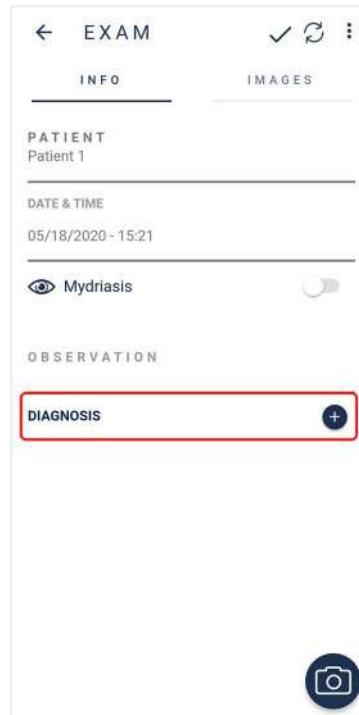 EXAM
INFO IMAGES
PATIENT
Patient 1
DATE & TIME
05/18/2020 - 15:21
Mydriasis
OBSERVATION
DIAGNOSIS